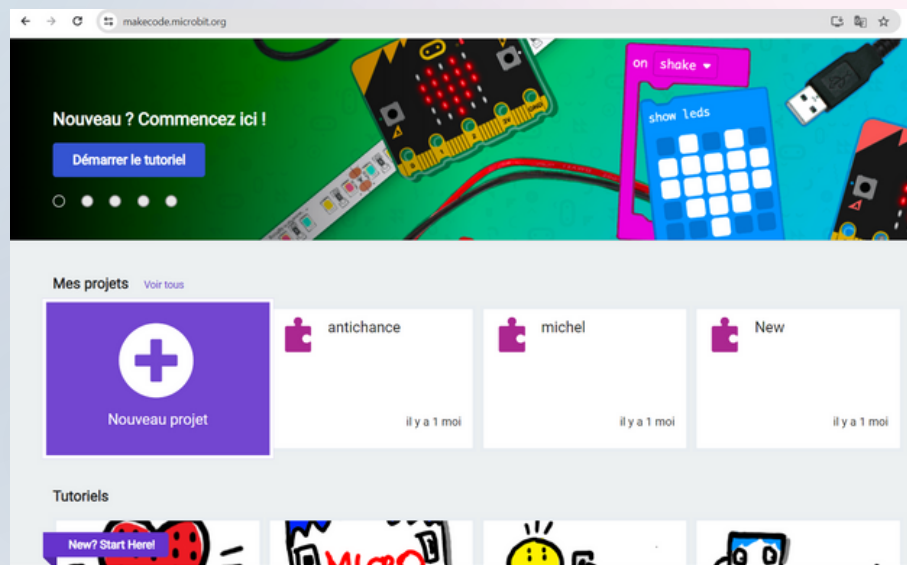 makecode.microbit.org
on shake
show leds
Nouveau ? Commencez ici !
Démarrer le tutoriel
Mes projets Voir tous
Nouveau projet
antichance
il y a 1 moi
michel
il y a 1 moi
New
il y a 1 moi
Tutoriels
New? Start Here!
MICRO